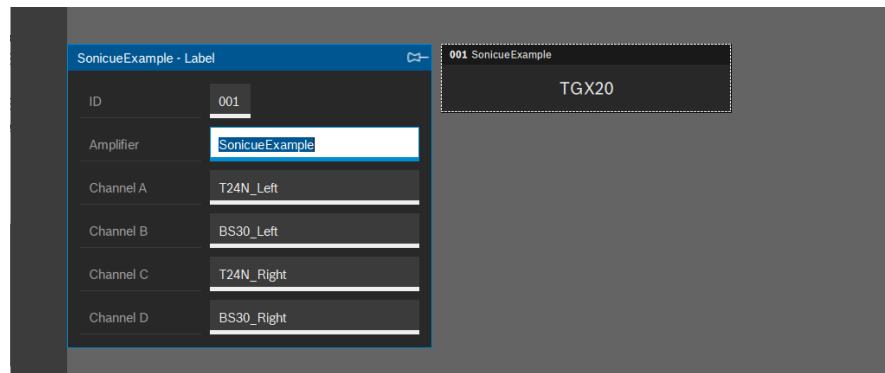 SonicueExample - Label
ID 001
Amplifier SonicueExample
Channel A T24N_Left
Channel B BS30_Left
Channel C T24N_Right
Channel D BS30_Right
001 SonicueExample
TGX20